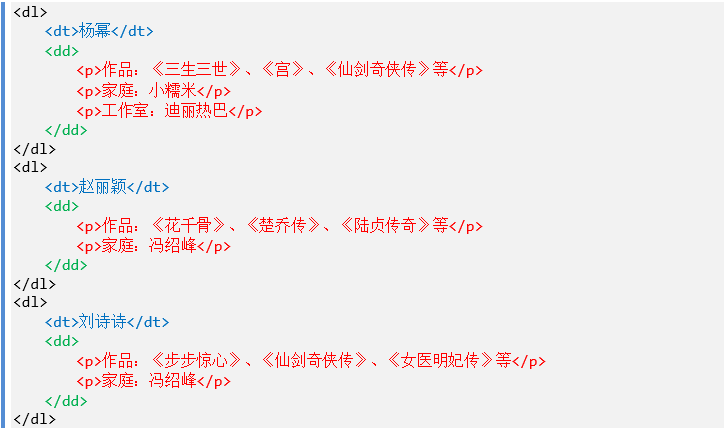 <dl>
<dt>杨幂</dt>
<dd>
<p>作品：《三生三世》、《宫》、《仙剑奇侠传》等</p>
<p>家庭：小糯米</p>
<p>工作室：迪丽热巴</p>
</dd>
</dl>
<dl>
<dt>赵丽颖</dt>
<dd>
<p>作品：《花千骨》、《楚乔传》、《陆贞传奇》等</p>
<p>家庭：冯绍峰</p>
</dd>
</dl>
<dl>
<dt>刘诗诗</dt>
<dd>
<p>作品：《步步惊心》、《仙剑奇侠传》、《女医明妃传》等</p>
<p>家庭：冯绍峰</p>
</dd>
</dl>